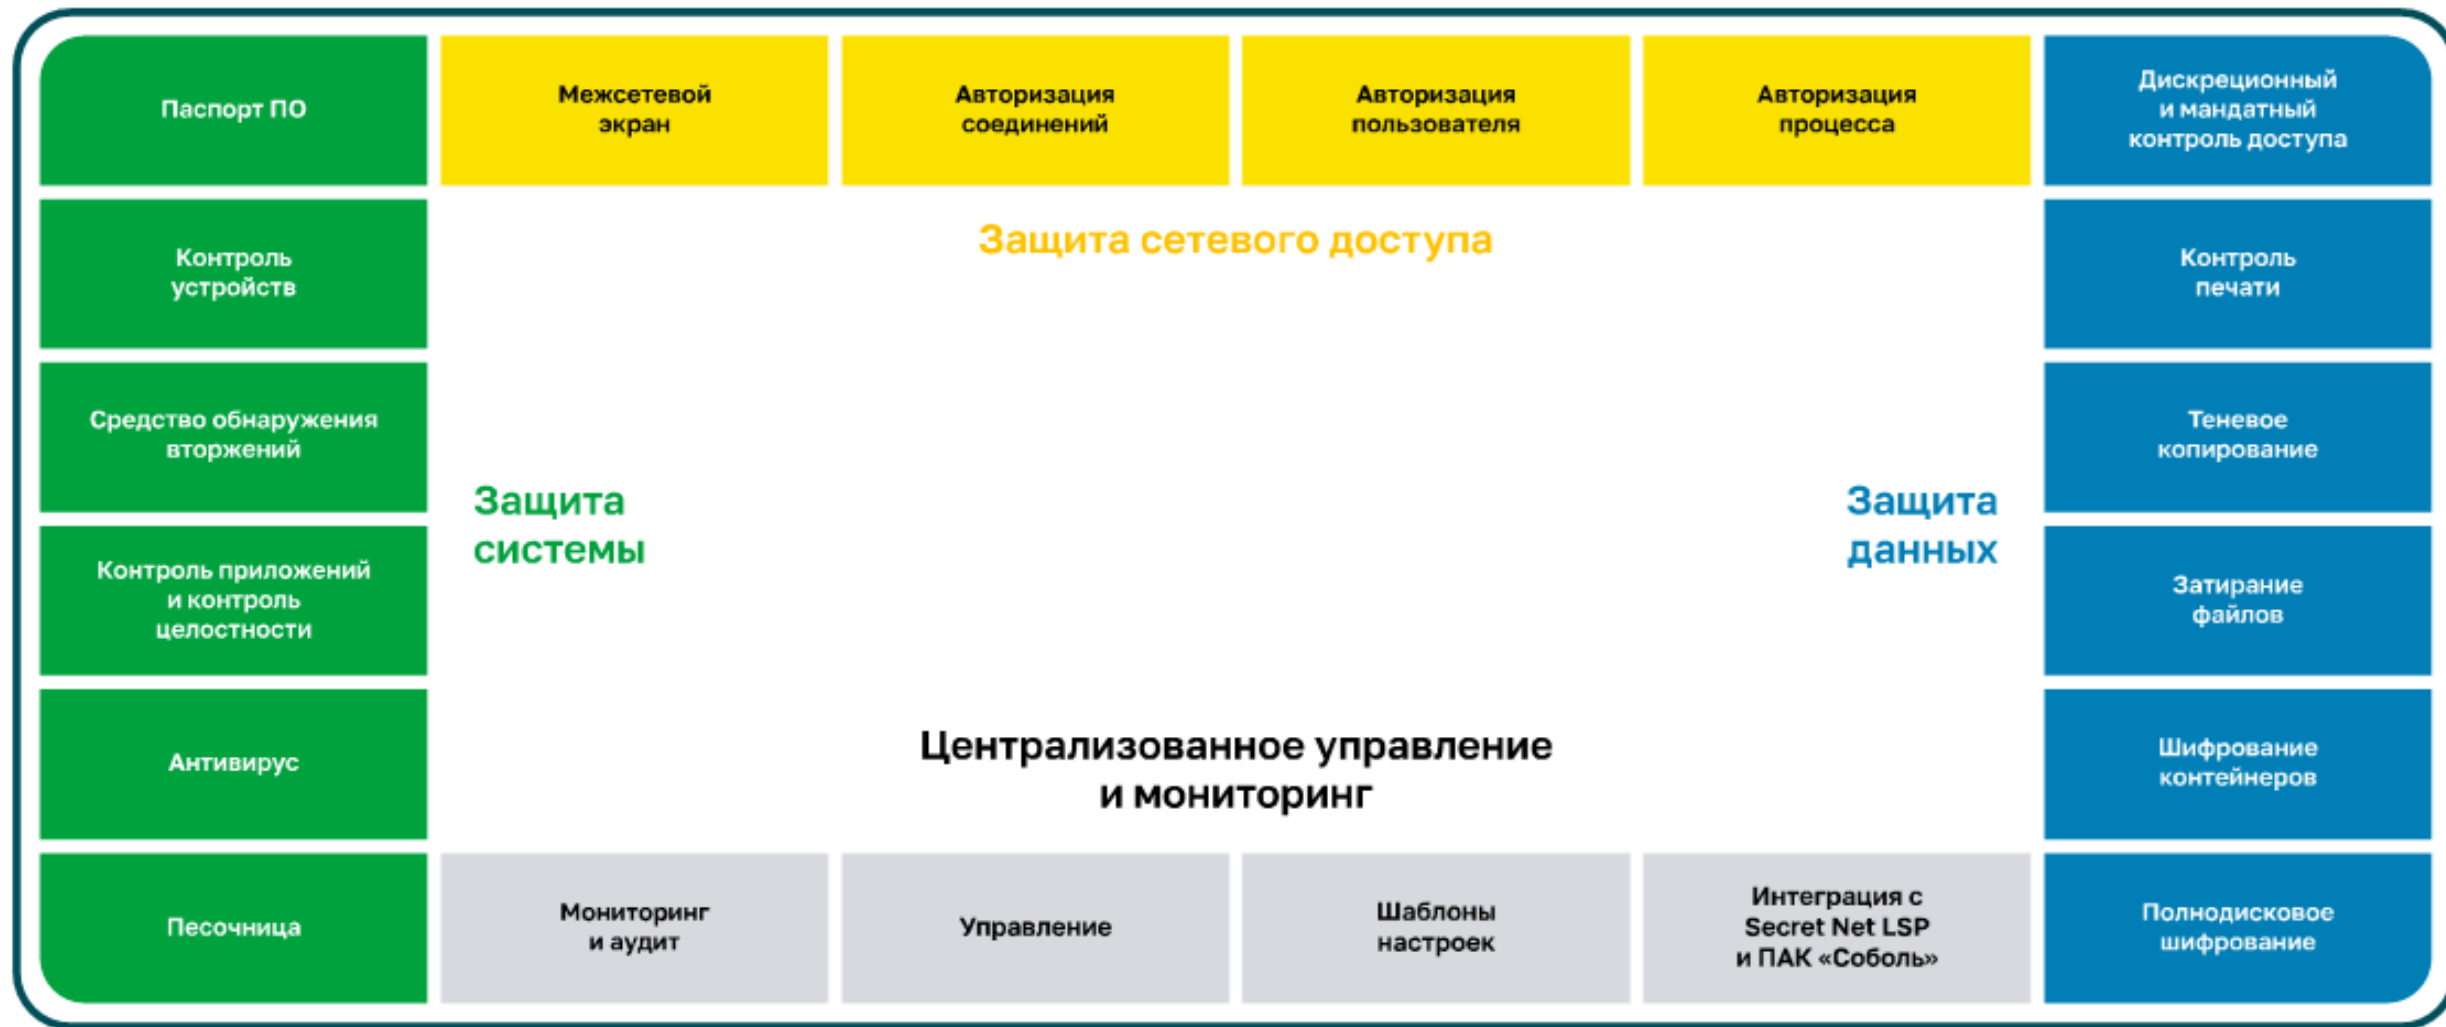 Паспорт ПО
Межсетевой
экран
Авторизация
соединений
Авторизация
пользователя
Авторизация
процесса
Дискреционный
и мандатный
контроль доступа
Контроль
устройств
Защита сетевого доступа
Контроль
печати
Средство обнаружения
вторжений
Теневое
копирование
Защита
системы
Защита
данных
Контроль приложений
и контроль
целостности
Затирание
файлов
Антивирус
Централизованное управление
и мониторинг
Шифрование
контейнеров
Песочница
Мониторинг
и аудит
Управление
Шаблоны
настроек
Интеграция с
Secret Net LSP
и ПАК «Соболь»
Полнодисковое
шифрование